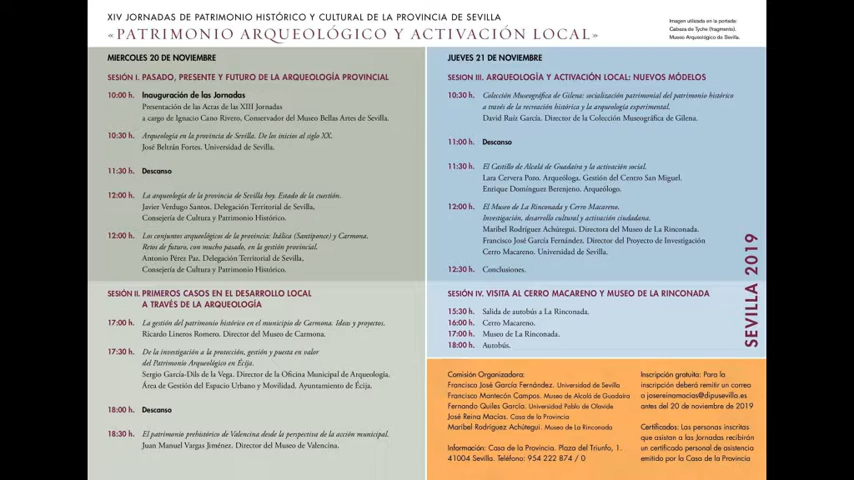 XIV JORNADAS DE PATRIMONIO HISTÓRICO Y CULTURAL DE LA PROVINCIA DE SEVILLA
«PATRIMONIO ARQUEOLÓGICO Y ACTIVACIÓN LOCAL»
Imagen utilizada en la portada:
Cabeza de Tyche (fragmento).
Museo Arqueológico de Sevilla.
MIERCOLES 20 DE NOVIEMBRE
SESIÓN I. PASADO, PRESENTE Y FUTURO DE LA ARQUEOLOGÍA PROVINCIAL
10:00 h. Inauguración de las Jornadas
Presentación de las Actas de las XIII Jornadas
a cargo de Ignacio Cano Rivero, Conservador del Museo Bellas Artes de Sevilla.
10:30 h. Arqueología en la provincia de Sevilla. De los inicios al siglo XX.
José Beltrán Fortes. Universidad de Sevilla.
11:30 h. Descanso
12:00 h. La arqueología de la provincia de Sevilla hoy. Estado de la cuestión.
Javier Verdugo Santos. Delegación Territorial de Sevilla,
Consejería de Cultura y Patrimonio Histórico.
12:00 h. Los conjuntos arqueológicos de la provincia: Itálica (Santiponce) y Carmona.
Retos de futuro, con mucho pasado, en la gestión provincial.
Antonio Pérez Paz. Delegación Territorial de Sevilla,
Consejería de Cultura y Patrimonio Histórico.
SESIÓN II. PRIMEROS CASOS EN EL DESARROLLO LOCAL
A TRAVÉS DE LA ARQUEOLOGÍA
17:00 h. La gestión del patrimonio histórico en el municipio de Carmona. Ideas y proyectos.
Ricardo Lineros Romero. Director del Museo de Carmona.
17:30 h. De la investigación a la protección, gestión y puesta en valor
del Patrimonio Arqueológico en Écija.
Sergio García-Dils de la Vega. Director de la Oficina Municipal de Arqueología.
Área de Gestión del Espacio Urbano y Movilidad. Ayuntamiento de Écija.
18:00 h. Descanso
18:30 h. El patrimonio prehistórico de Valencina desde la perspectiva de la acción municipal.
Juan Manuel Vargas Jiménez. Director del Museo de Valencina.
JUEVES 21 DE NOVIEMBRE
SESION III. ARQUEOLOGÍA Y ACTIVACIÓN LOCAL: NUEVOS MÓDELOS
10:30 h. Colección Museográfica de Gilena: socialización patrimonial del patrimonio histórico
a través de la recreación histórica y la arqueología experimental.
David Ruiz García. Director de la Colección Museográfica de Gilena.
11:00 h. Descanso
11:30 h. El Castillo de Alcalá de Guadaira y la activación social.
Lara Cervera Pozo. Arqueóloga. Gestión del Centro San Miguel.
Enrique Domínguez Berenjeno. Arqueólogo.
12:00 h. El Museo de La Rinconada y Cerro Macareno.
Investigación, desarrollo cultural y activación ciudadana.
Maribel Rodríguez Achútegui. Directora del Museo de La Rinconada.
Francisco José García Fernández. Director del Proyecto de Investigación
Cerro Macareno. Universidad de Sevilla.
12:30 h. Conclusiones.
SESIÓN IV. VISITA AL CERRO MACARENO Y MUSEO DE LA RINCONADA
15:30 h. Salida de autobús a La Rinconada.
16:00 h. Cerro Macareno.
17:00 h. Museo de La Rinconada.
18:00 h. Autobús.
SEVILLA 2019
Comisión Organizadora:
Francisco José García Fernández. Universidad de Sevilla
Francisco Mantecón Campos. Museo de Alcalá de Guadaira
Fernando Quiles García. Universidad Pablo de Olavide
José Reina Macías. Casa de la Provincia
Maribel Rodríguez Achútegui. Museo de La Rinconada
Información: Casa de la Provincia. Plaza del Triunfo, 1.
41004 Sevilla. Teléfono: 954 222 874 / 0
Inscripción gratuita: Para la
inscripción deberá remitir un correo
a josereinamacias@dipusevilla.es
antes del 20 de noviembre de 2019
Certificados: Las personas inscritas
que asistan a las Jornadas recibirán
un certificado personal de asistencia
emitido por la Casa de la Provincia